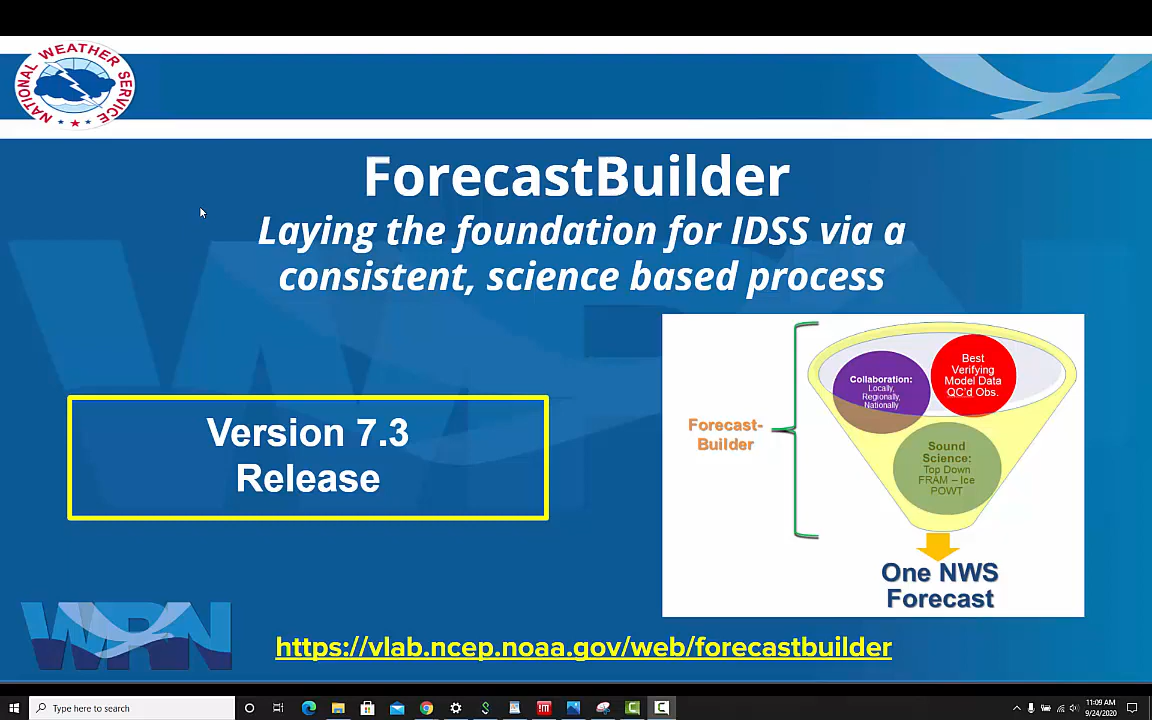 NATIONAL WEATHER SERVICE
ForecastBuilder
Laying the foundation for IDSS via a
consistent, science based process
Version 7.3
Release
Forecast-
Builder
Collaboration:
Locally,
Regionally,
Nationally
Best
Verifying
Model Data
QC'd Obs.
Sound
Science:
Top Down
FRAM – Ice
POWT
One NWS
Forecast
WRN
https://vlab.ncep.noaa.gov/web/forecastbuilder
Type here to search
11:09 AM
9/24/2020